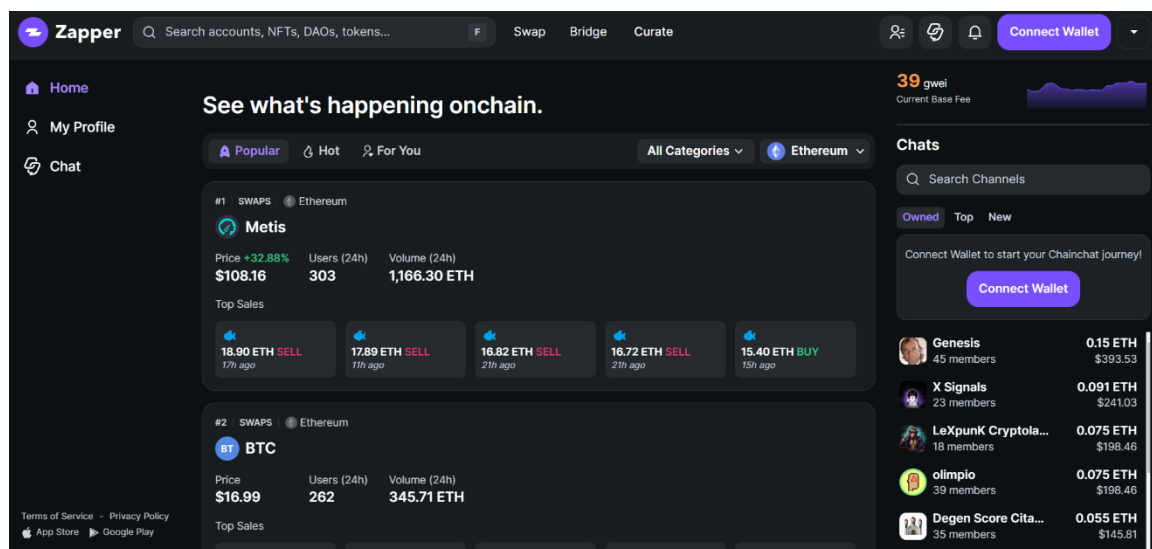 Zapper
Search accounts, NFTs, DAOs, tokens...
F
Swap
Bridge
Curate
Connect Wallet
Home
My Profile
Chat
Terms of Service - Privacy Policy
App Store
Google Play
See what's happening onchain.
Popular
Hot
For You
All Categories
Ethereum
#1 SWAPS Ethereum
Metis
Price +32.88% Users (24h) Volume (24h)
$108.16 303 1,166.30 ETH
Top Sales
18.90 ETH SELL
17h ago
17.89 ETH SELL
11h ago
16.82 ETH SELL
21h ago
16.72 ETH SELL
21h ago
15.40 ETH BUY
15h ago
#2 SWAPS Ethereum
BT BTC
Price Users (24h) Volume (24h)
$16.99 262 345.71 ETH
Top Sales
39 gwei
Current Base Fee
Chats
Search Channels
Owned Top New
Connect Wallet to start your Chainchat journey!
Connect Wallet
Genesis 0.15 ETH
45 members $393.53
X Signals 0.091 ETH
23 members $241.03
LeXpunK Cryptola... 0.075 ETH
18 members $198.46
olimpio 0.075 ETH
39 members $198.46
Degen Score Cita... 0.055 ETH
35 members $145.81